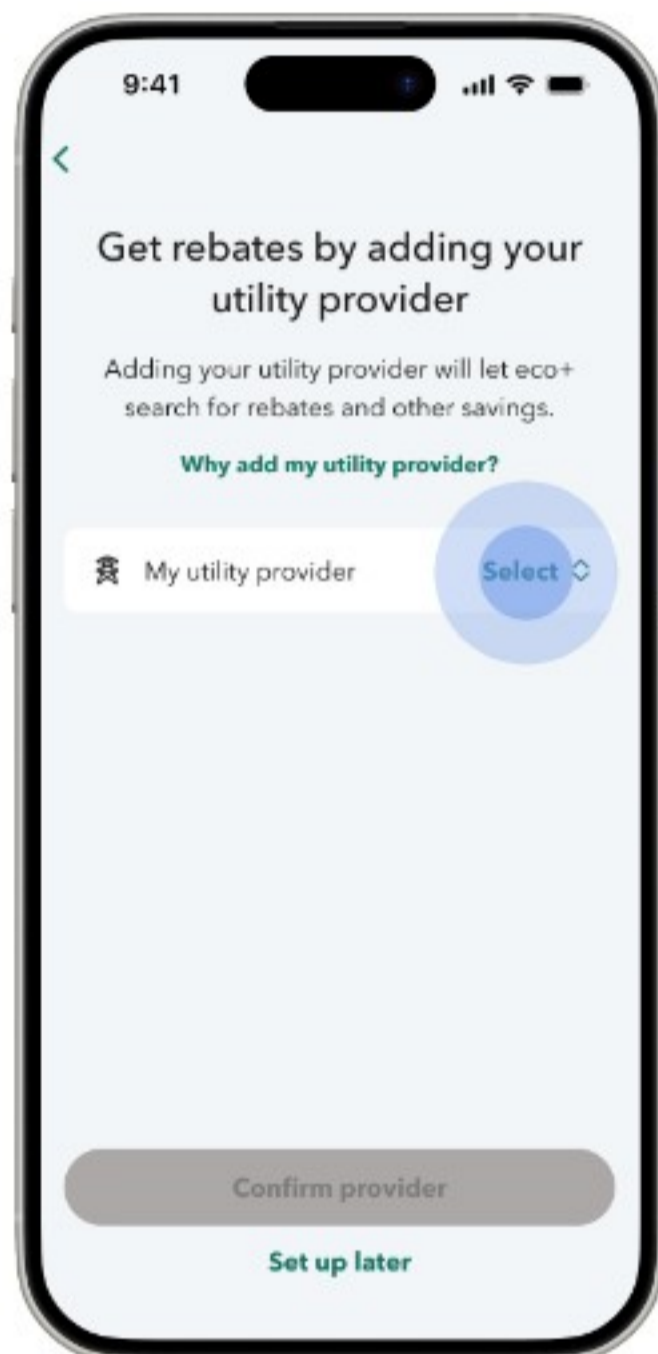 9:41
Get rebates by adding your
utility provider
Adding your utility provider will let eco+
search for rebates and other savings.
Why add my utility provider?
My utility provider Select
Confirm provider
Set up later